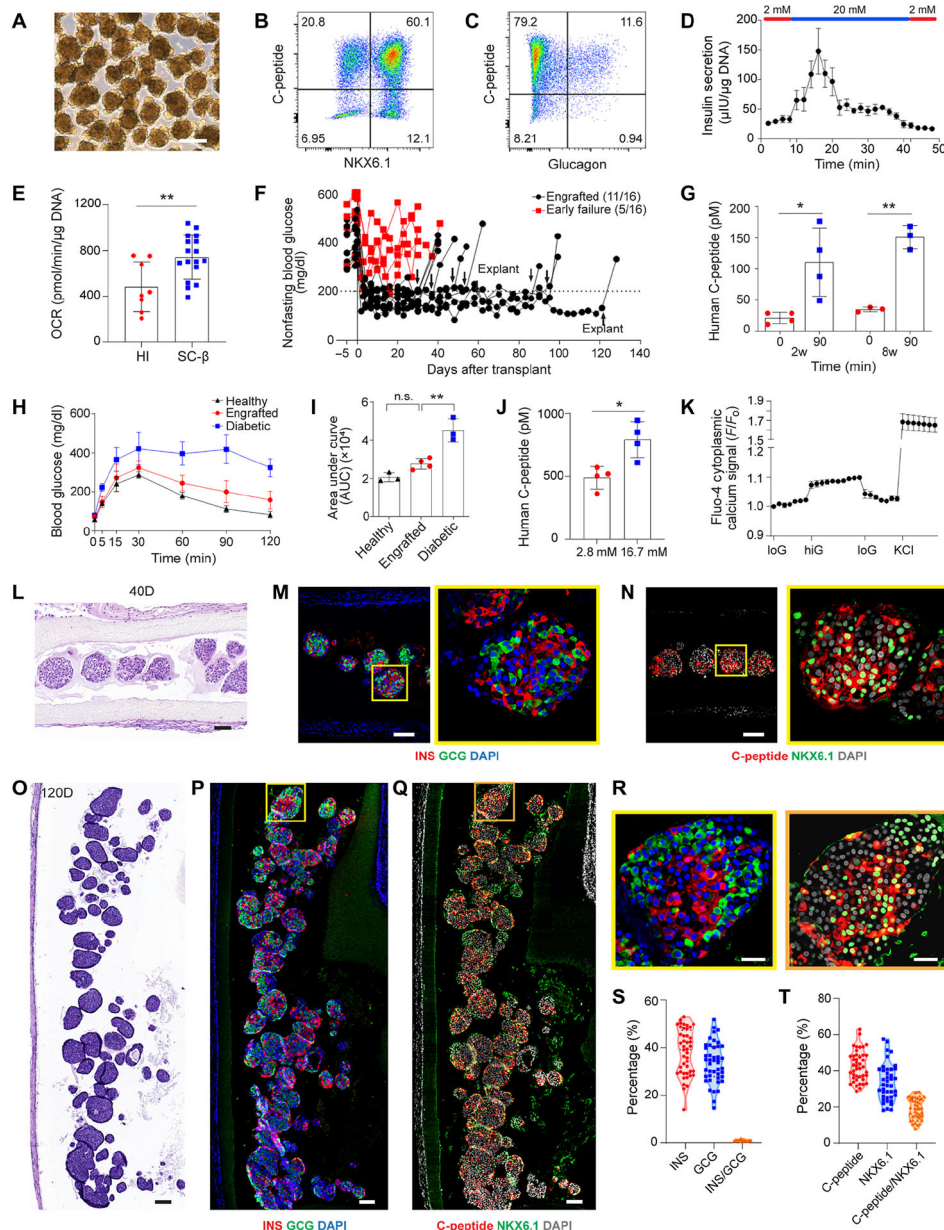 A
B
C-peptide
20.8
60.1
6.95
12.1
NKX6.1
C
C-peptide
79.2
11.6
8.21
0.94
Glucagon
D
2 mM
20 mM
2 mM
Insulin secretion
(µIU/µg DNA)
200
150
100
50
0
0 10 20 30 40 50
Time (min)
E
**
OCR (pmol/min/µg DNA)
1200
800
400
0
HI
SC-β
F
Engrafted (11/16)
Early failure (5/16)
Nonfasting blood glucose
(mg/dl)
600
400
300
200
100
0
Explant
Explant
−5 0 20 40 60 80 100 120 140
Days after transplant
G
*
**
Human C-peptide (pM)
200
150
100
50
0
0 90 0 90
2w 8w
Time (min)
H
Healthy
Engrafted
Diabetic
Blood glucose (mg/dl)
600
400
200
0
0 5 15 30 60 90 120
Time (min)
I
n.s.
**
Area under curve
(AUC) (×10⁴)
6
4
2
0
Healthy
Engrafted
Diabetic
J
*
Human C-peptide (pM)
1000
500
0
2.8 mM 16.7 mM
K
Fluo-4 cytoplasmic
calcium signal (F/F₀)
1.7
1.5
1.1
1.0
0.9
loG hiG loG KCl
L
40D
M
INS GCG DAPI
N
C-peptide NKX6.1 DAPI
O
120D
P
INS GCG DAPI
Q
C-peptide NKX6.1 DAPI
R
S
Percentage (%)
60
40
20
0
INS
GCG
INS/GCG
T
Percentage (%)
80
60
40
20
0
C-peptide
NKX6.1
C-peptide/NKX6.1